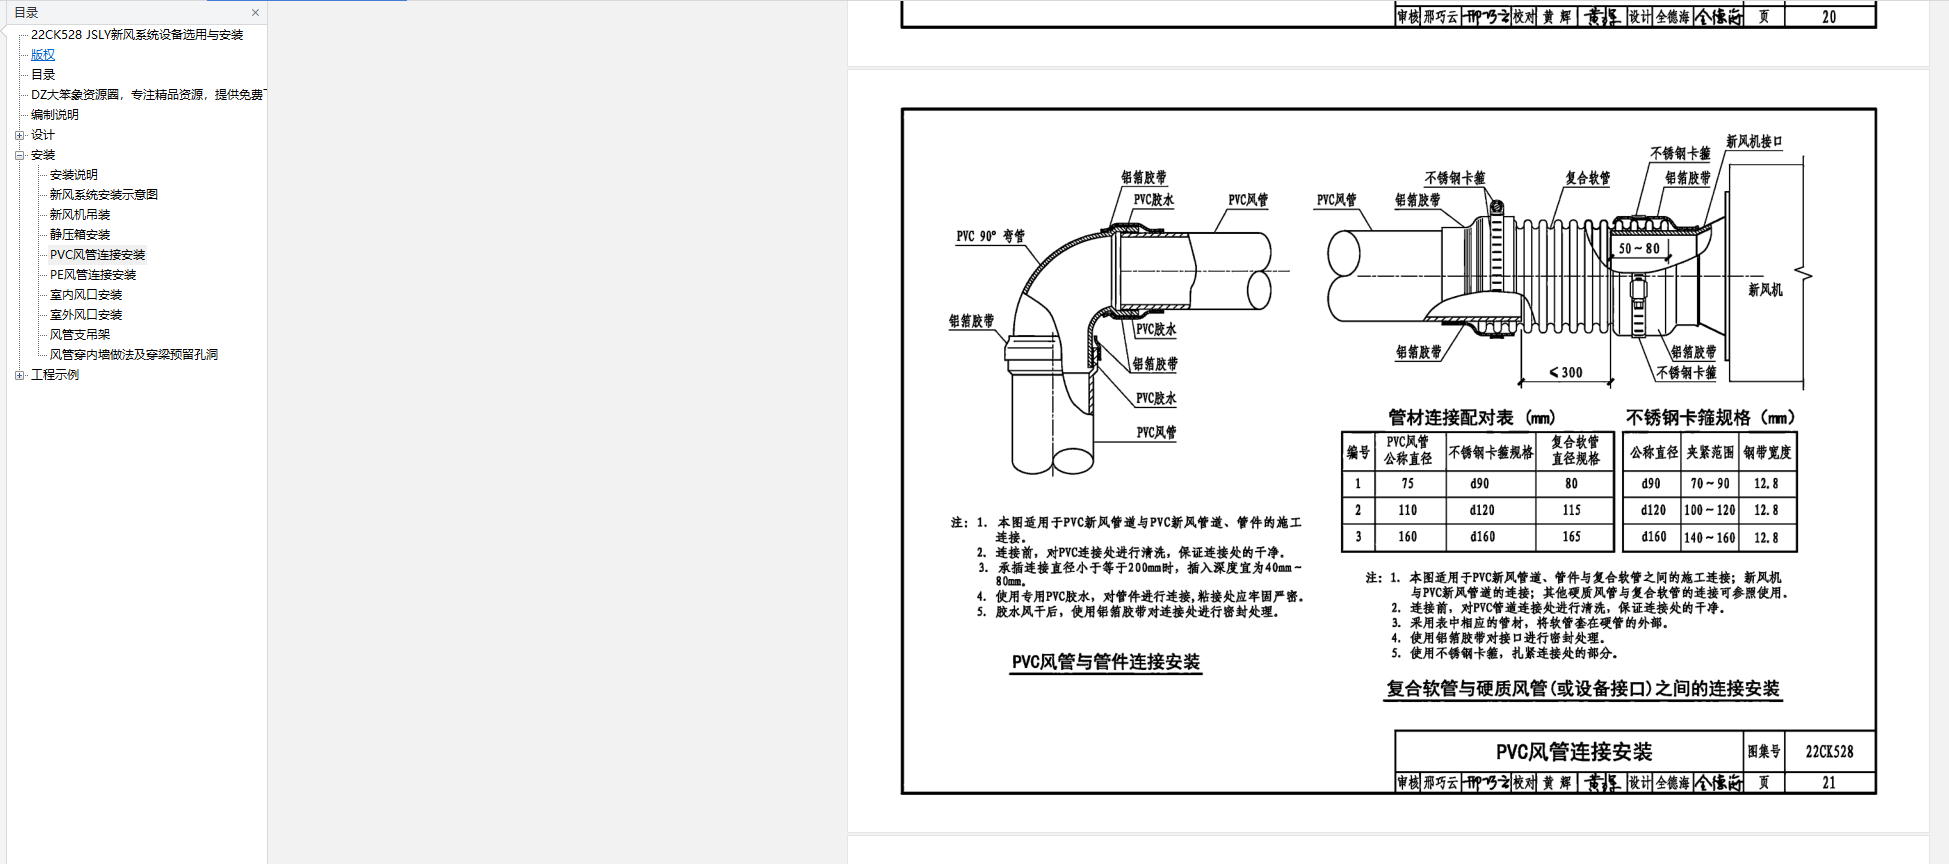 目录
×
22CK528 JSLY新风系统设备选用与安装
版权
目录
DZ大笨象资源圈，专注精品资源，提供免费
编制说明
设计
安装
安装说明
新风系统安装示意图
新风机吊装
静压箱安装
PVC风管连接安装
PE风管连接安装
室内风口安装
室外风口安装
风管支吊架
风管穿内墙做法及穿梁预留孔洞
工程示例
审核 邢巧云 校对 黄 辉 设计 全德海 页 20
铝箔胶带
PVC胶水
PVC风管
PVC 90° 弯管
铝箔胶带
PVC胶水
铝箔胶带
PVC胶水
PVC风管
PVC风管
铝箔胶带
不锈钢卡箍
复合软管
不锈钢卡箍
铝箔胶带
新风机接口
50～80
新风机
铝箔胶带
≤300
铝箔胶带
不锈钢卡箍
管材连接配对表 (mm)
编号 PVC风管公称直径 不锈钢卡箍规格 复合软管直径规格
1 75 d90 80
2 110 d120 115
3 160 d160 165
不锈钢卡箍规格 (mm)
公称直径 夹紧范围 钢带宽度
d90 70～90 12.8
d120 100～120 12.8
d160 140～160 12.8
注：1. 本图适用于PVC新风管道与PVC新风管道、管件的施工
连接。
2. 连接前，对PVC连接处进行清洗，保证连接处的干净。
3. 承插连接直径小于等于200mm时，插入深度宜为40mm～
80mm。
4. 使用专用PVC胶水，对管件进行连接,粘接处应牢固严密。
5. 胶水风干后，使用铝箔胶带对连接处进行密封处理。
PVC风管与管件连接安装
注：1. 本图适用于PVC新风管道、管件与复合软管之间的施工连接；新风机
与PVC新风管道的连接；其他硬质风管与复合软管的连接可参照使用。
2. 连接前，对PVC管道连接处进行清洗，保证连接处的干净。
3. 采用表中相应的管材，将软管套在硬管的外部。
4. 使用铝箔胶带对接口进行密封处理。
5. 使用不锈钢卡箍，扎紧连接处的部分。
复合软管与硬质风管(或设备接口)之间的连接安装
PVC风管连接安装 图集号 22CK528
审核 邢巧云 校对 黄 辉 设计 全德海 页 21